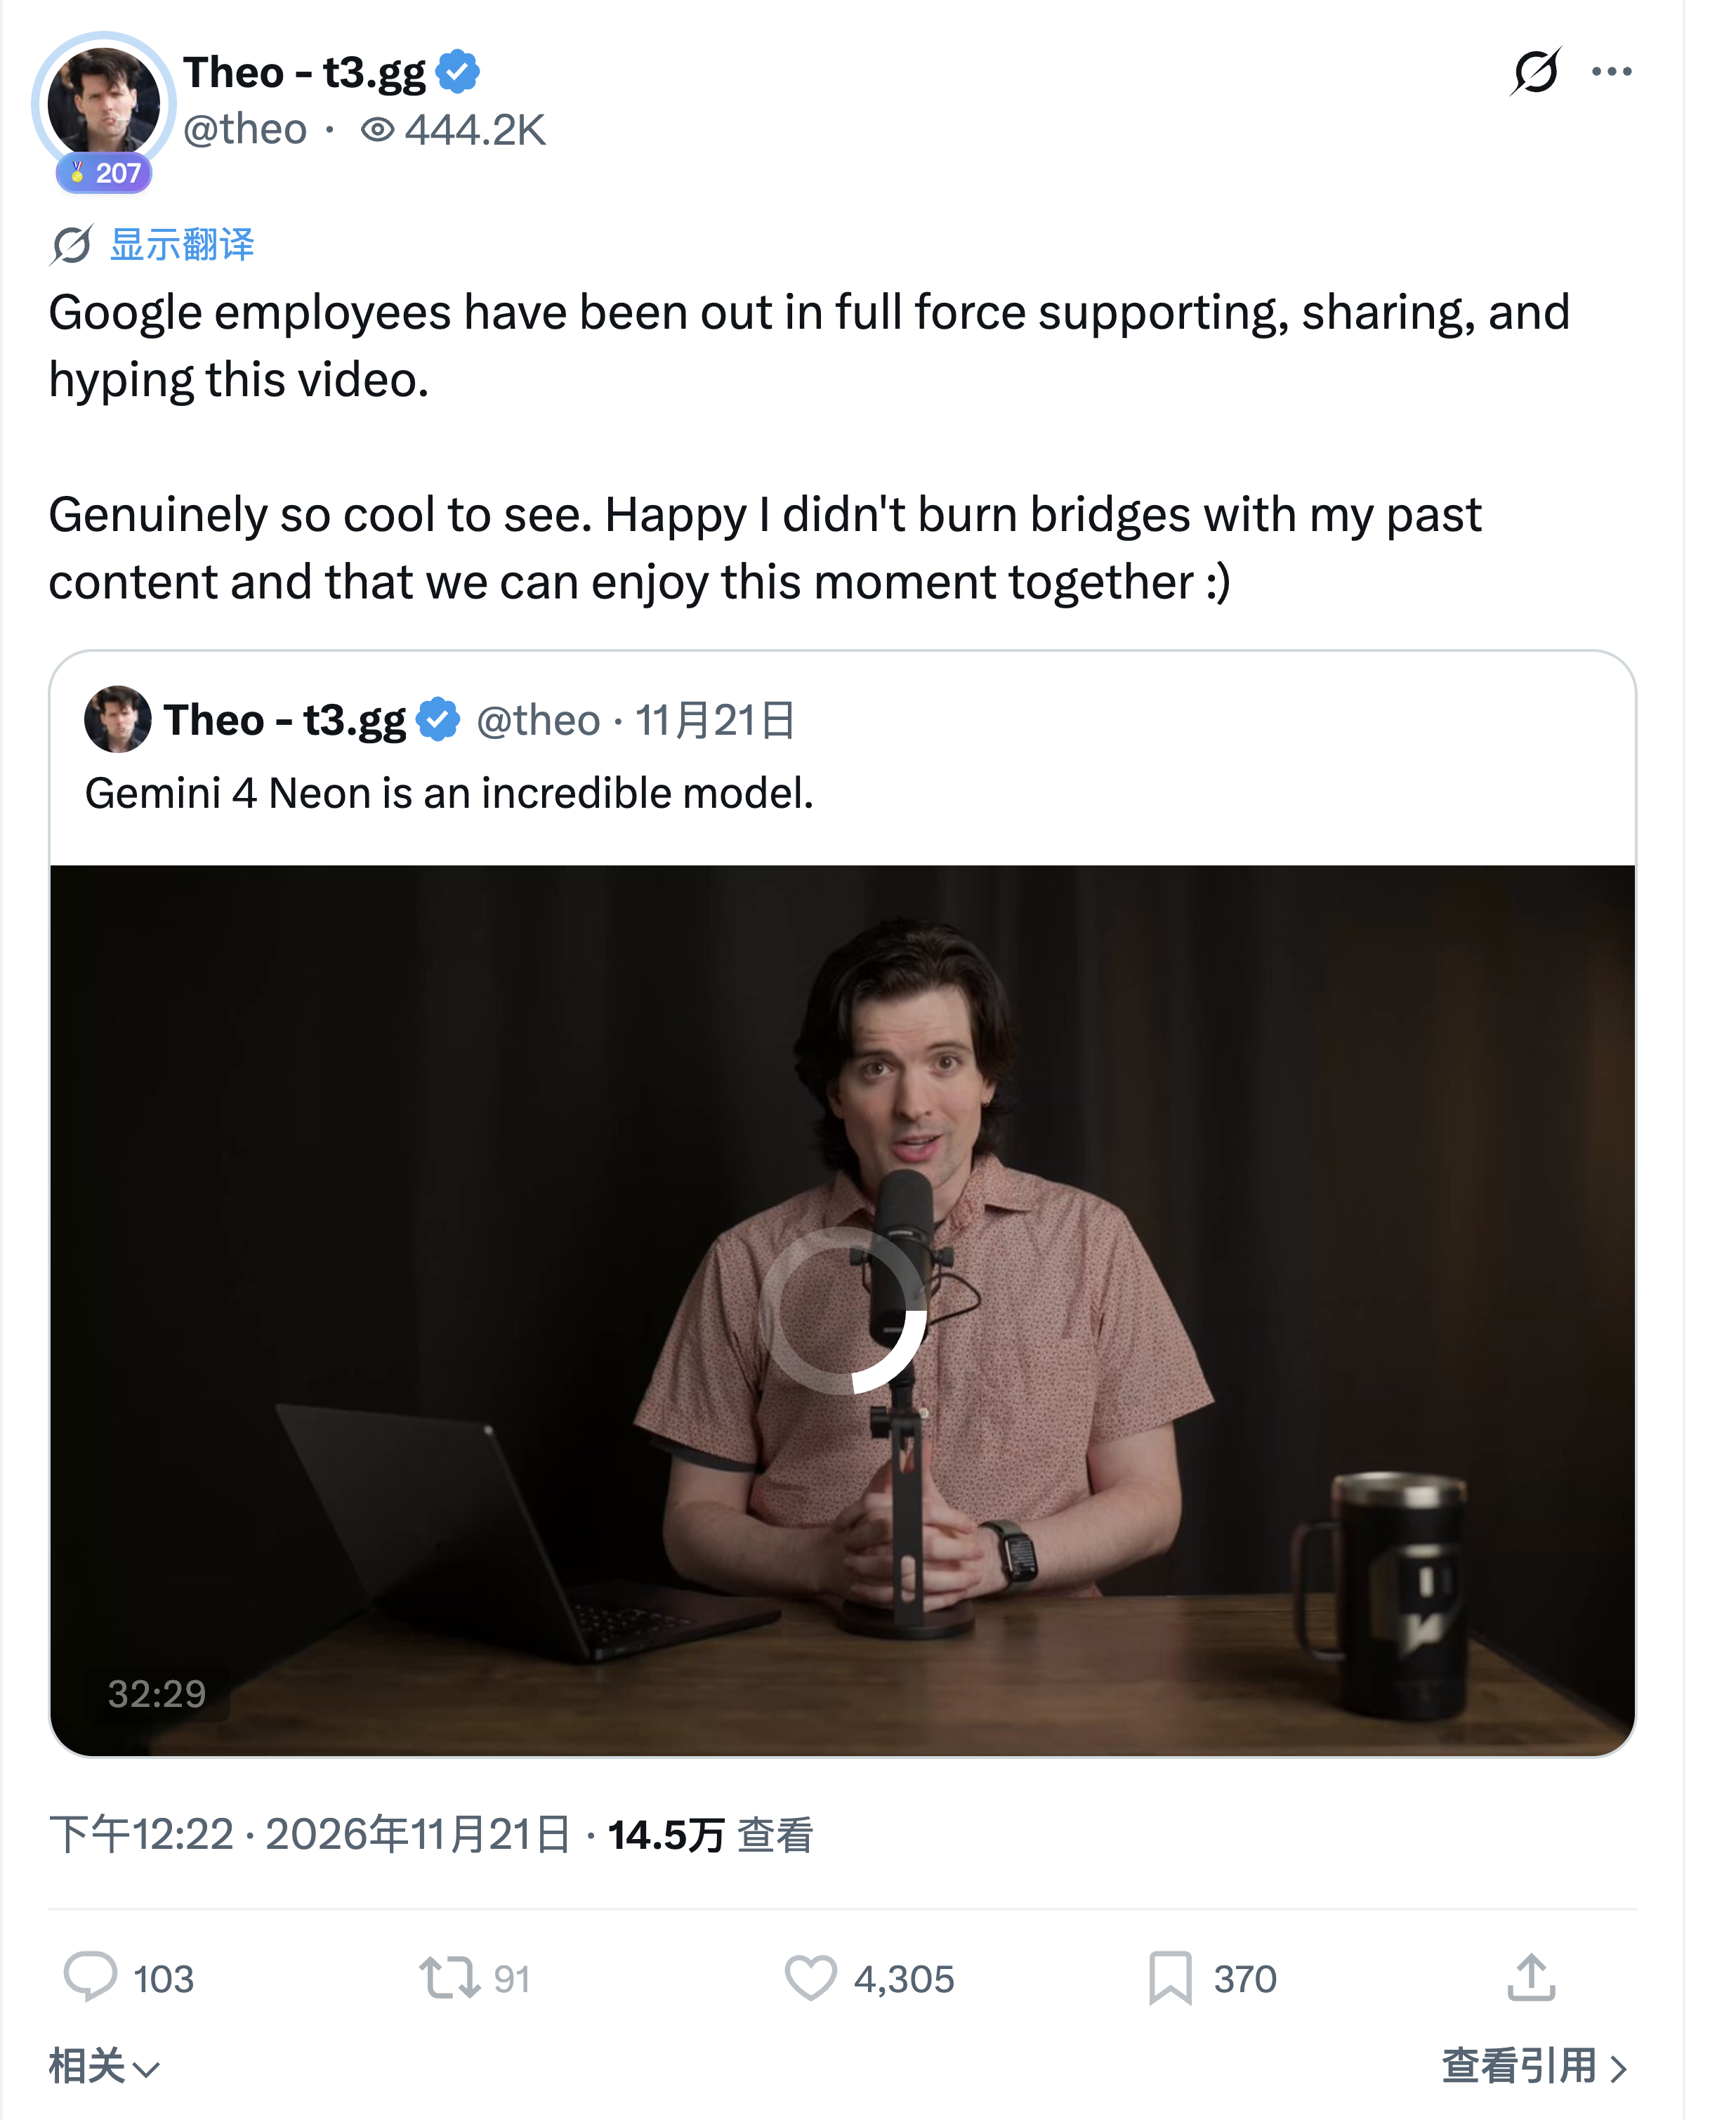 Theo - t3.gg
@theo · 444.2K
207
显示翻译
Google employees have been out in full force supporting, sharing, and
hyping this video.
Genuinely so cool to see. Happy I didn't burn bridges with my past
content and that we can enjoy this moment together :)
Theo - t3.gg @theo · 11月21日
Gemini 4 Neon is an incredible model.
32:29
下午12:22 · 2026年11月21日 · 14.5万 查看
103 91 4,305 370
相关 查看引用